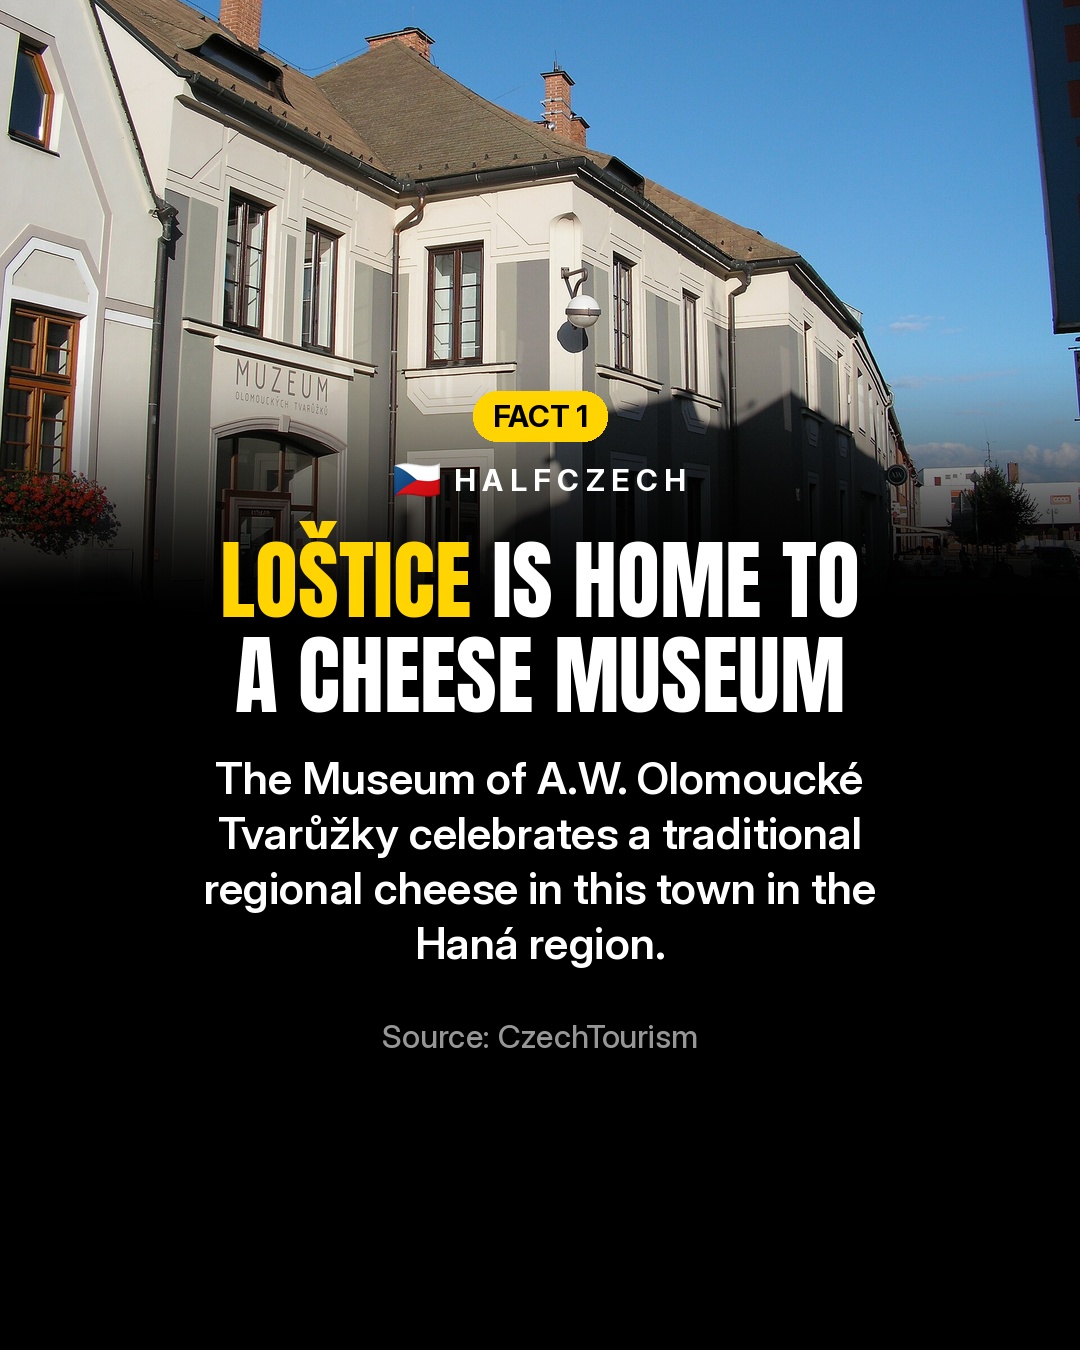 MUZEUM
OLOMOUCKÝCH TVARŮŽKŮ
FACT 1
HALFCZECH
LOŠTICE IS HOME TO
A CHEESE MUSEUM
The Museum of A.W. Olomoucké
Tvarůžky celebrates a traditional
regional cheese in this town in the
Haná region.
Source: CzechTourism